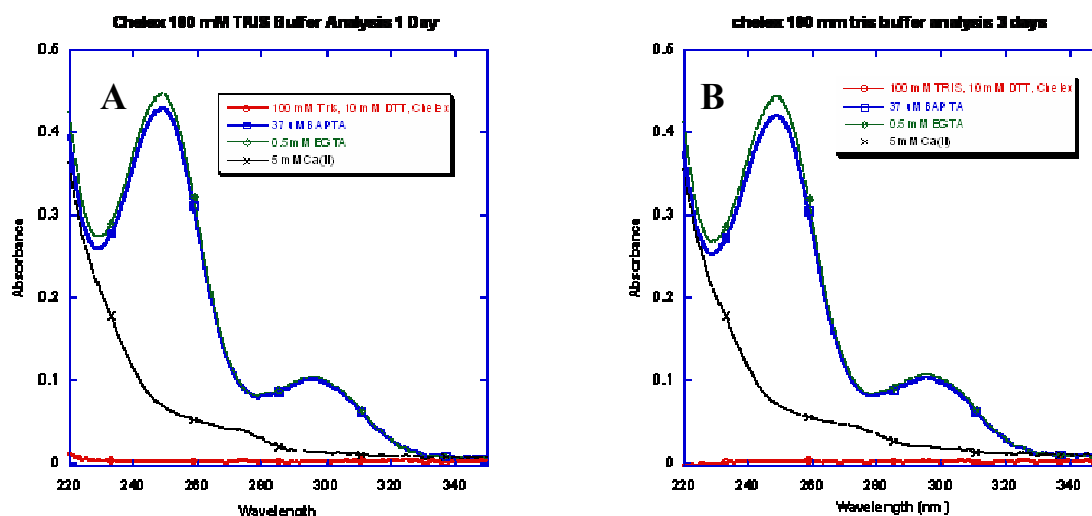 Chelex 100 mM TRIS Buffer Analysis 1 Day
A
100 mM Tris, 10 mM DTT, Chelex
37 uM BAPTA
0.5 mM EGTA
5 mM Ca(II)
Absorbance
0.6
0.4
0.3
0.2
0.1
0
220 240 260 280 300 320 340
Wavelength
chelex 100 mm tris buffer analysis 3 days
B
100 mM TRIS, 10 mM DTT, Chelex
37 uM BAPTA
0.5 mM EGTA
5 mM Ca(II)
Absorbance
0.6
0.4
0.3
0.2
0.1
0
220 240 260 280 300 320 340
Wavelength (nm)